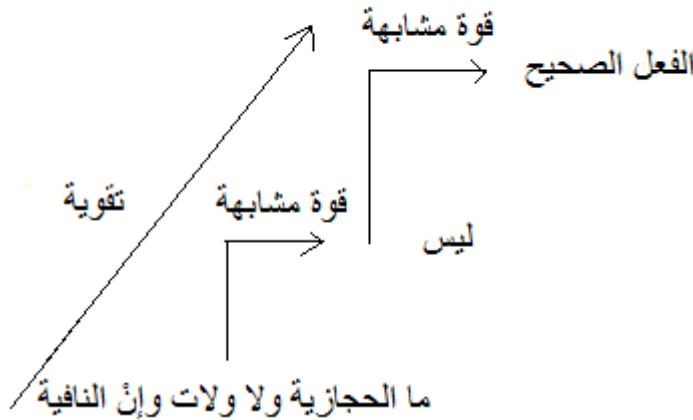 قوة مشابهة
الفعل الصحيح
تقوية
قوة مشابهة
ليس
ما الحجازية ولا ولات وإنْ النافية